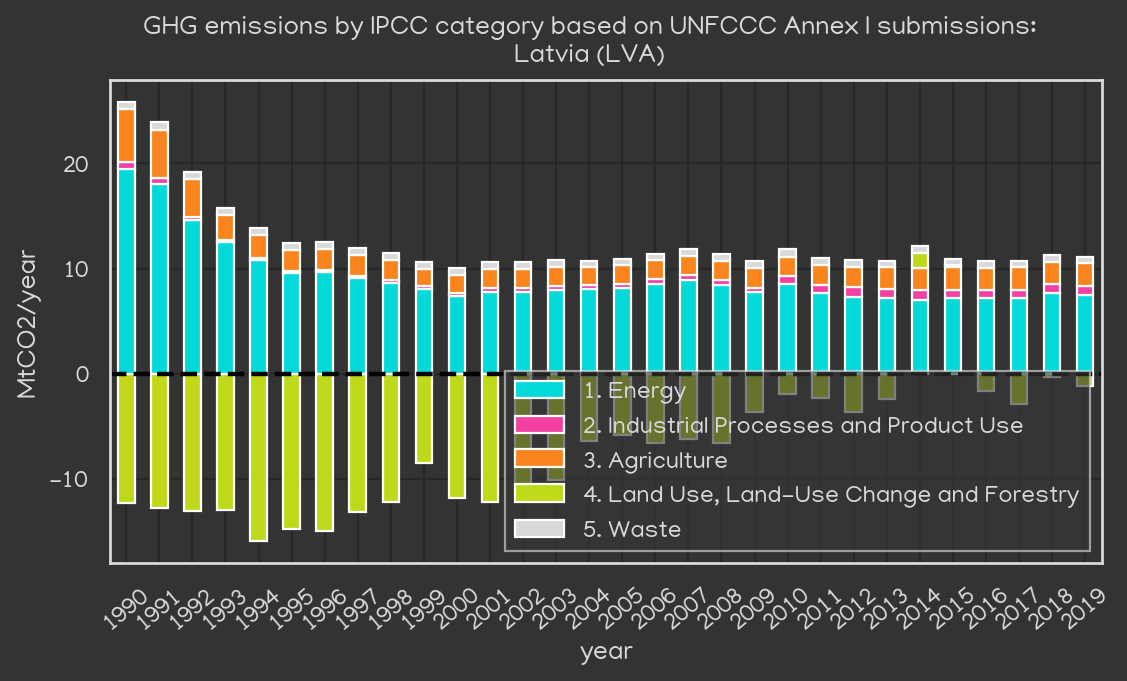 GHG emissions by IPCC category based on UNFCCC Annex I submissions:
Latvia (LVA)
MtCO2/year
20
10
0
−10
1. Energy
2. Industrial Processes and Product Use
3. Agriculture
4. Land Use, Land-Use Change and Forestry
5. Waste
1990 1991 1992 1993 1994 1995 1996 1997 1998 1999 2000 2001 2002 2003 2004 2005 2006 2007 2008 2009 2010 2011 2012 2013 2014 2015 2016 2017 2018 2019
year